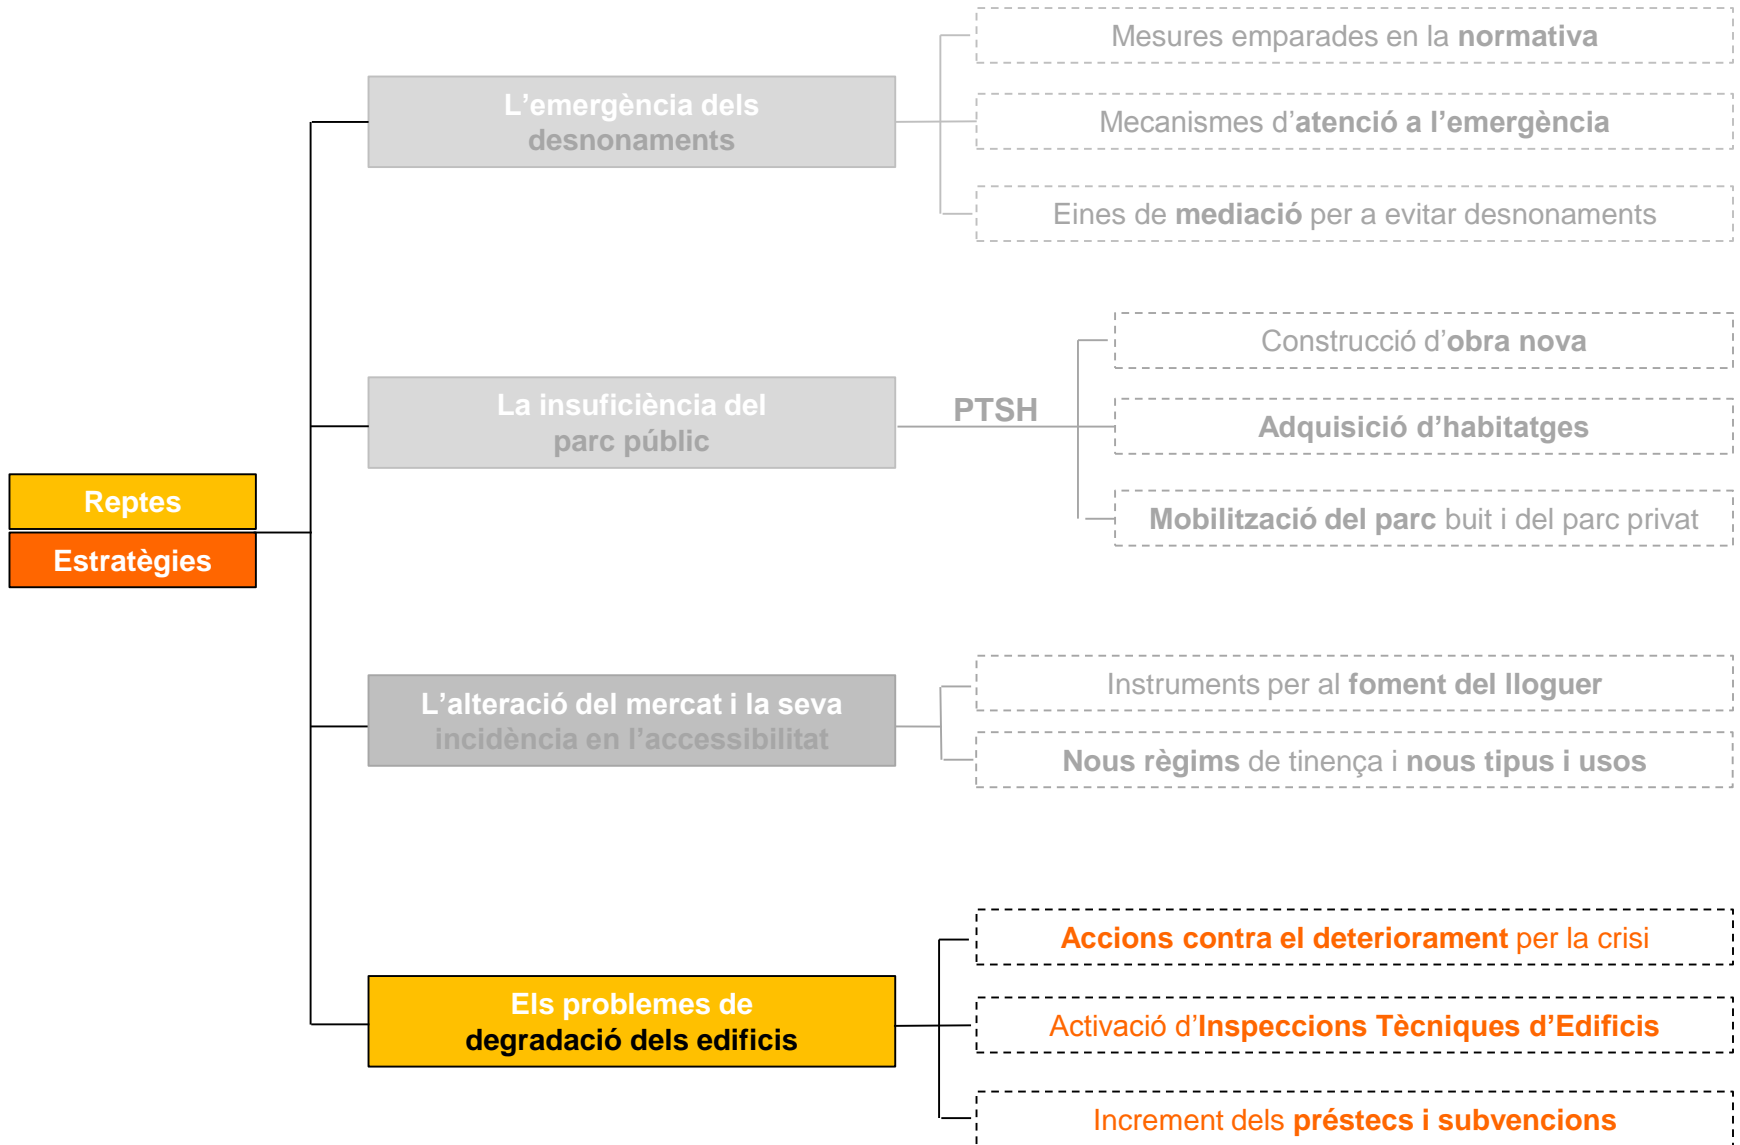 Reptes
Estratègies
L’emergència dels
desnonaments
Mesures emparades en la normativa
Mecanismes d’atenció a l’emergència
Eines de mediació per a evitar desnonaments
La insuficiència del
parc públic
PTSH
Construcció d’obra nova
Adquisició d’habitatges
Mobilització del parc buit i del parc privat
L’alteració del mercat i la seva
incidència en l’accessibilitat
Instruments per al foment del lloguer
Nous règims de tinença i nous tipus i usos
Els problemes de
degradació dels edificis
Accions contra el deteriorament per la crisi
Activació d’Inspeccions Tècniques d’Edificis
Increment dels préstecs i subvencions